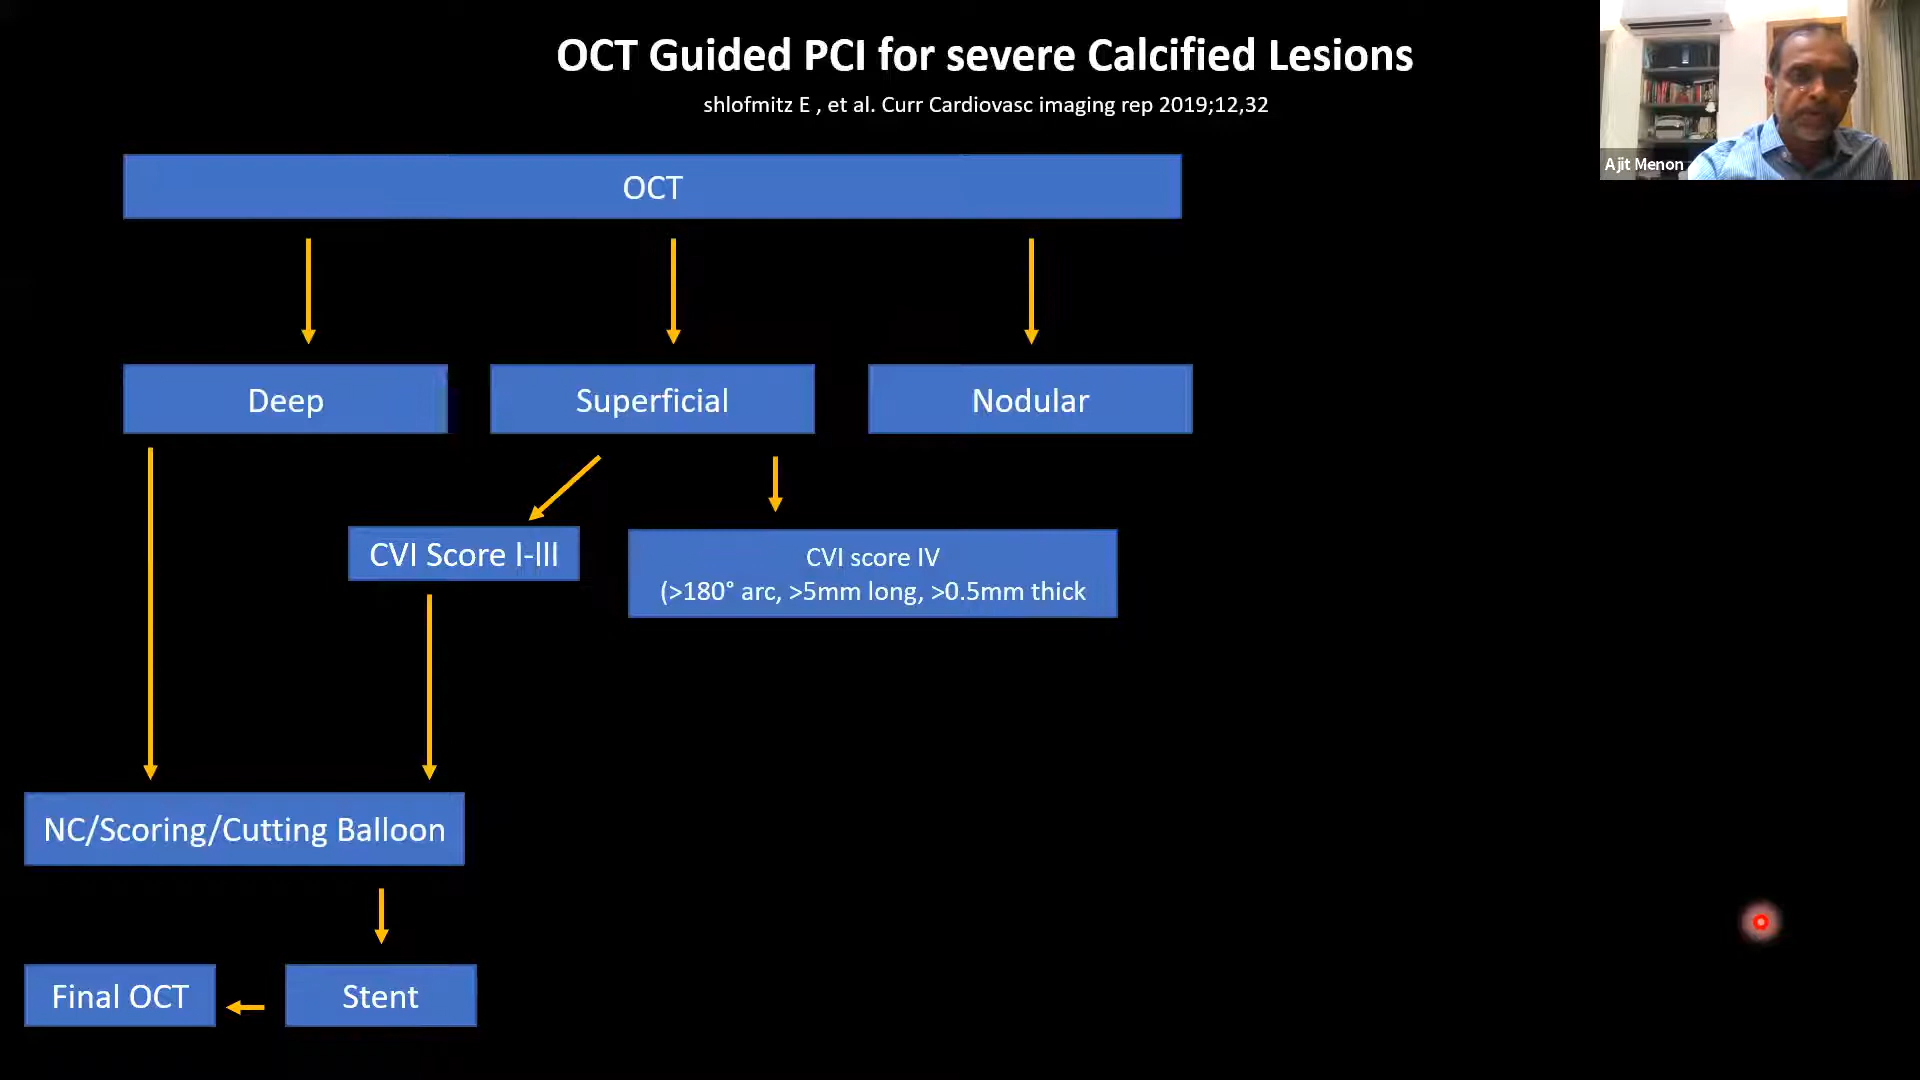 OCT Guided PCI for severe Calcified Lesions
shlofmitz E , et al. Curr Cardiovasc imaging rep 2019;12,32
Ajit Menon
OCT
Deep
Superficial
Nodular
CVI Score I-III
CVI score IV
(>180° arc, >5mm long, >0.5mm thick
NC/Scoring/Cutting Balloon
Final OCT
Stent